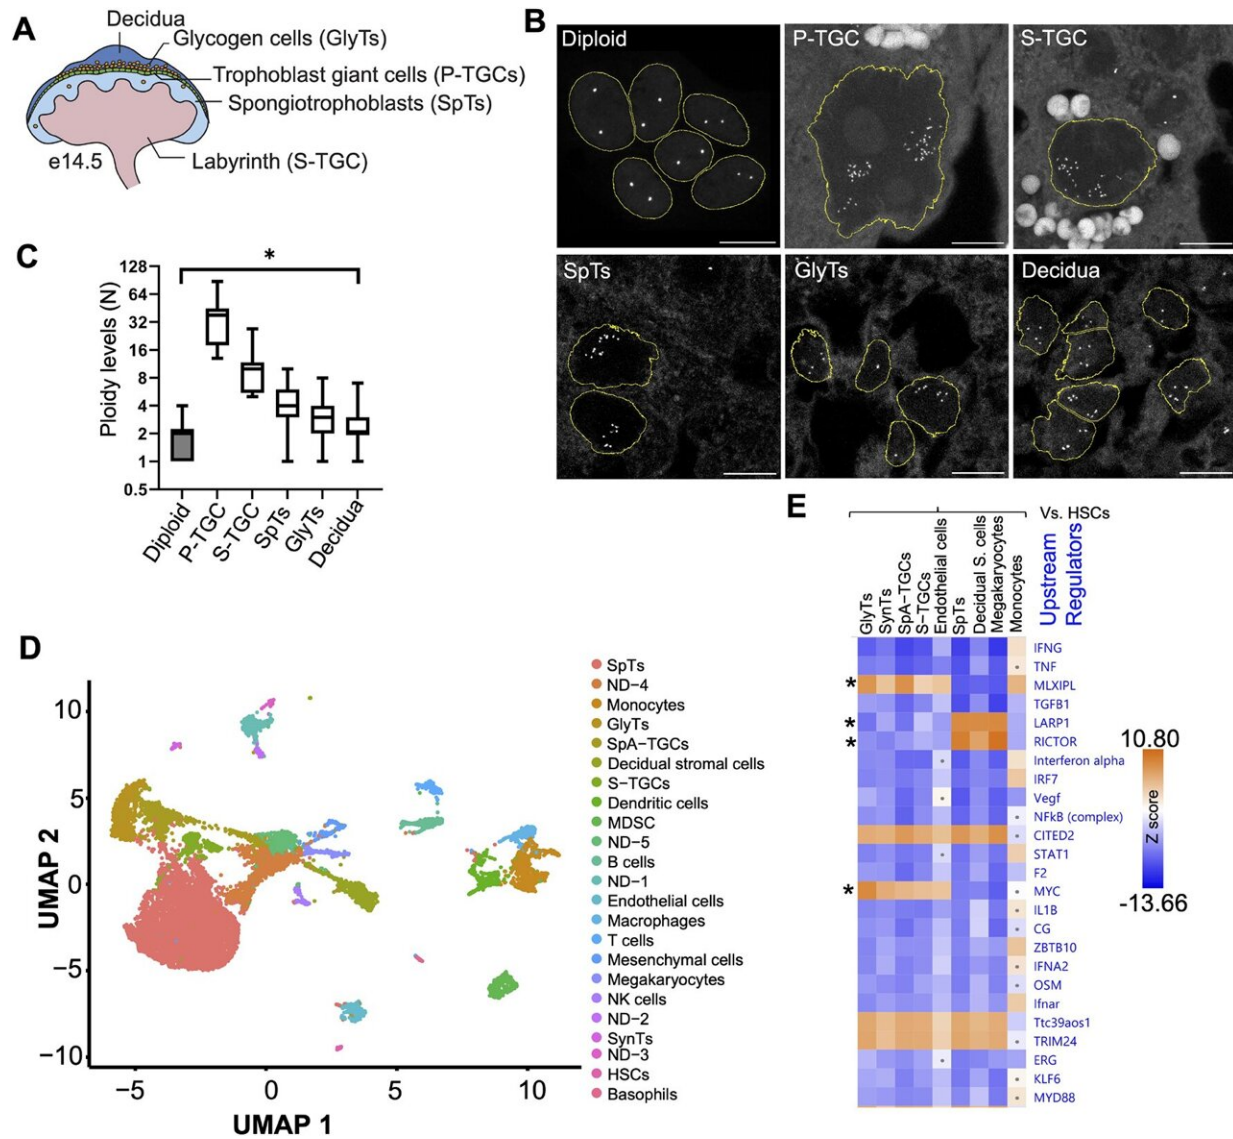 A
Decidua
Glycogen cells (GlyTs)
Trophoblast giant cells (P-TGCs)
Spongiotrophoblasts (SpTs)
Labyrinth (S-TGC)
e14.5
B
Diploid
P-TGC
S-TGC
SpTs
GlyTs
Decidua
C
*
Ploidy levels (N)
128
64
32
16
8
4
2
1
0.5
Diploid
P-TGC
S-TGC
SpTs
GlyTs
Decidua
D
UMAP 2
10
5
0
−5
−10
−5
0
5
10
UMAP 1
SpTs
ND−4
Monocytes
GlyTs
SpA−TGCs
Decidual stromal cells
S−TGCs
Dendritic cells
MDSC
ND−5
B cells
ND−1
Endothelial cells
Macrophages
T cells
Mesenchymal cells
Megakaryocytes
NK cells
ND−2
SynTs
ND−3
HSCs
Basophils
E
Vs. HSCs
GlyTs
SynTs
SpA−TGCs
S−TGCs
Endothelial cells
SpTs
Decidual S. cells
Megakaryocytes
Monocytes
Upstream
Regulators
IFNG
TNF
* MLXIPL
TGFB1
* LARP1
* RICTOR
Interferon alpha
IRF7
Vegf
NFkB (complex)
CITED2
STAT1
F2
* MYC
IL1B
CG
ZBTB10
IFNA2
OSM
Ifnar
Ttc39aos1
TRIM24
ERG
KLF6
MYD88
10.80
Z score
-13.66